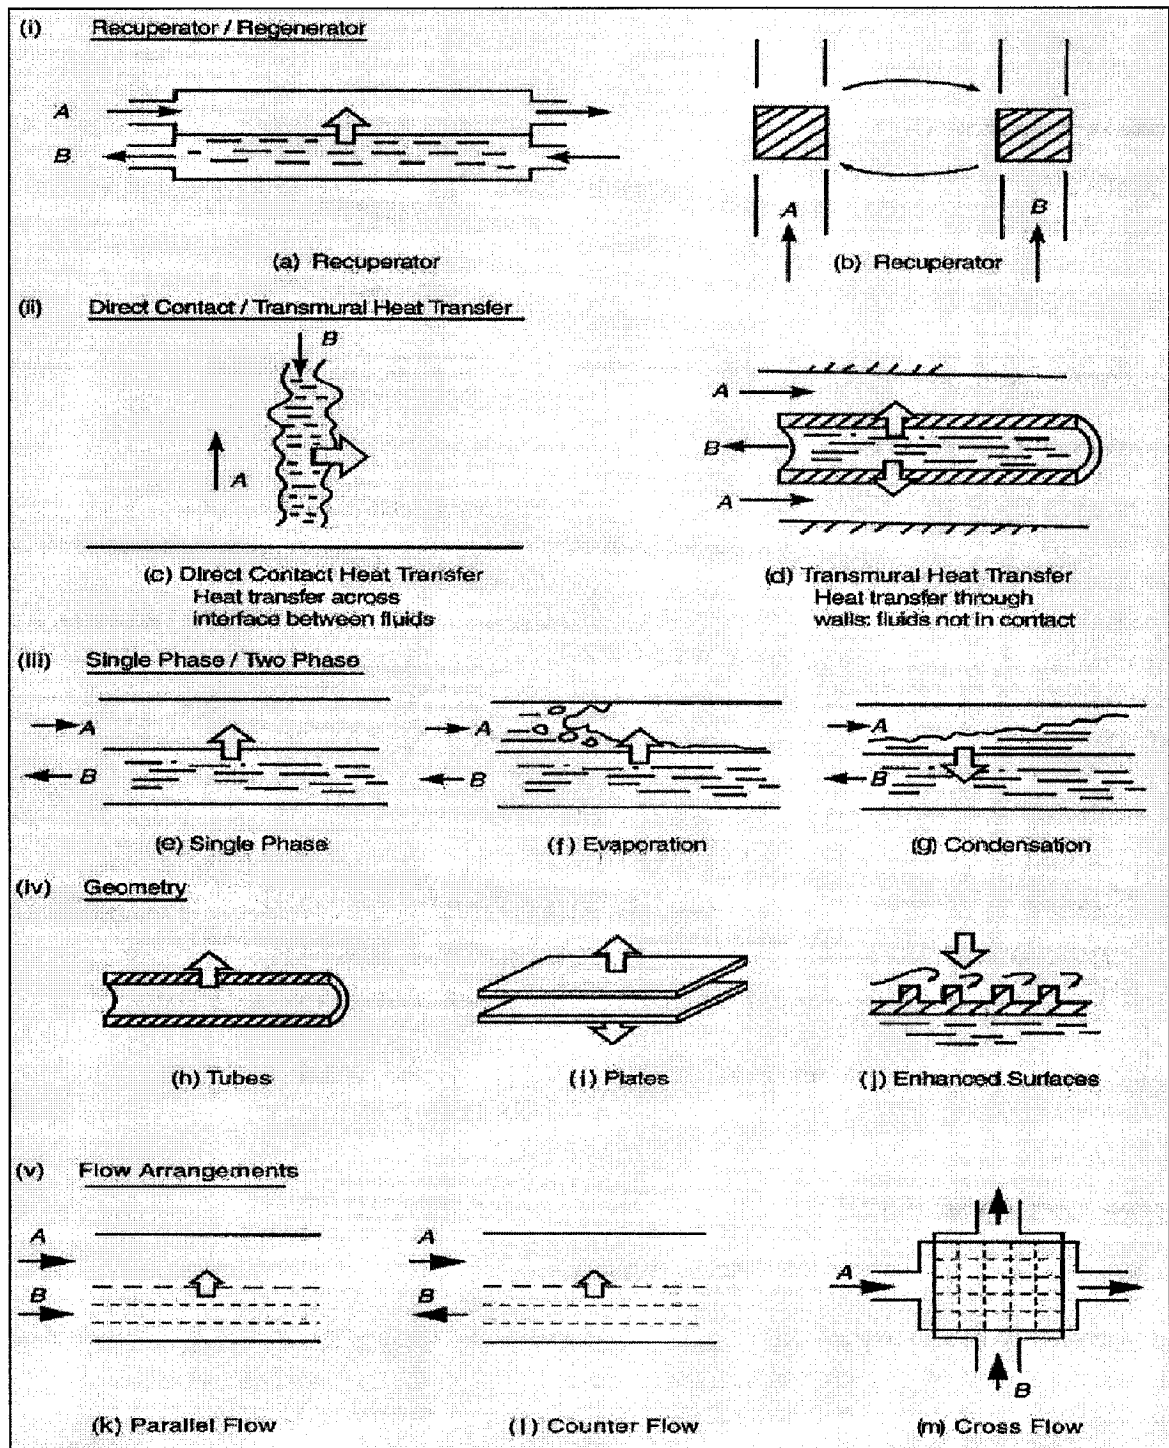 (i) Recuperator / Regenerator
A
B
A
B
(a) Recuperator
(b) Recuperator
(ii) Direct Contact / Transmural Heat Transfer
B
A
A
B
A
(c) Direct Contact Heat Transfer
Heat transfer across
interface between fluids
(d) Transmural Heat Transfer
Heat transfer through
walls: fluids not in contact
(iii) Single Phase / Two Phase
A
B
A
B
A
B
(e) Single Phase
(f) Evaporation
(g) Condensation
(iv) Geometry
(h) Tubes
(i) Plates
(j) Enhanced Surfaces
(v) Flow Arrangements
A
B
A
B
A
B
(k) Parallel Flow
(l) Counter Flow
(m) Cross Flow